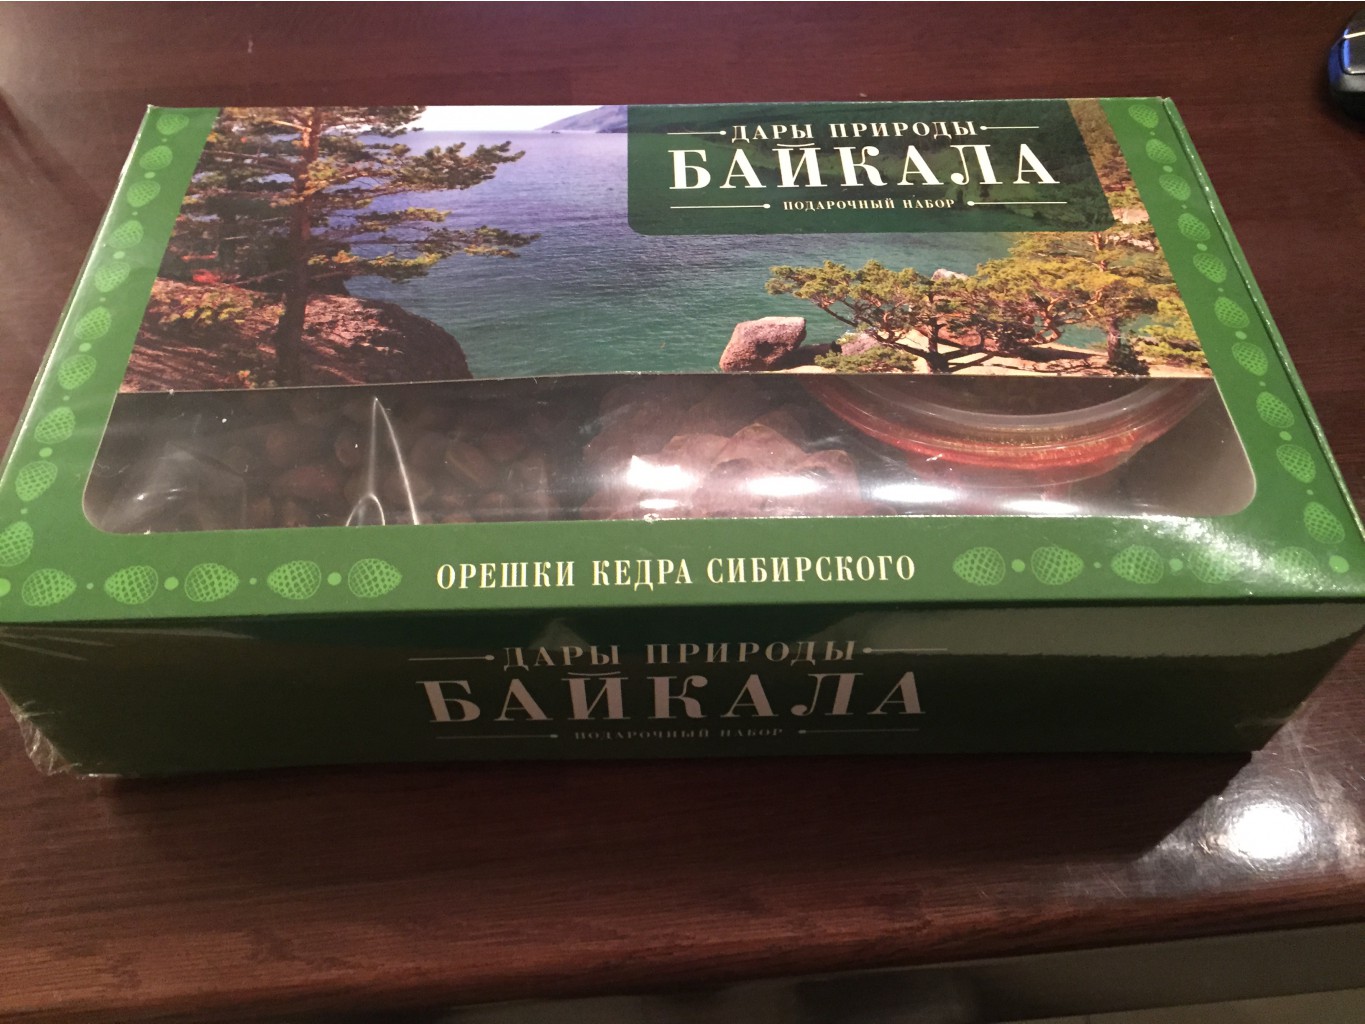 ДАРЫ ПРИРОДЫ
БАЙКАЛА
ПОДАРОЧНЫЙ НАБОР
ОРЕШКИ КЕДРА СИБИРСКОГО
ДАРЫ ПРИРОДЫ
БАЙКАЛА
ПОДАРОЧНЫЙ НАБОР